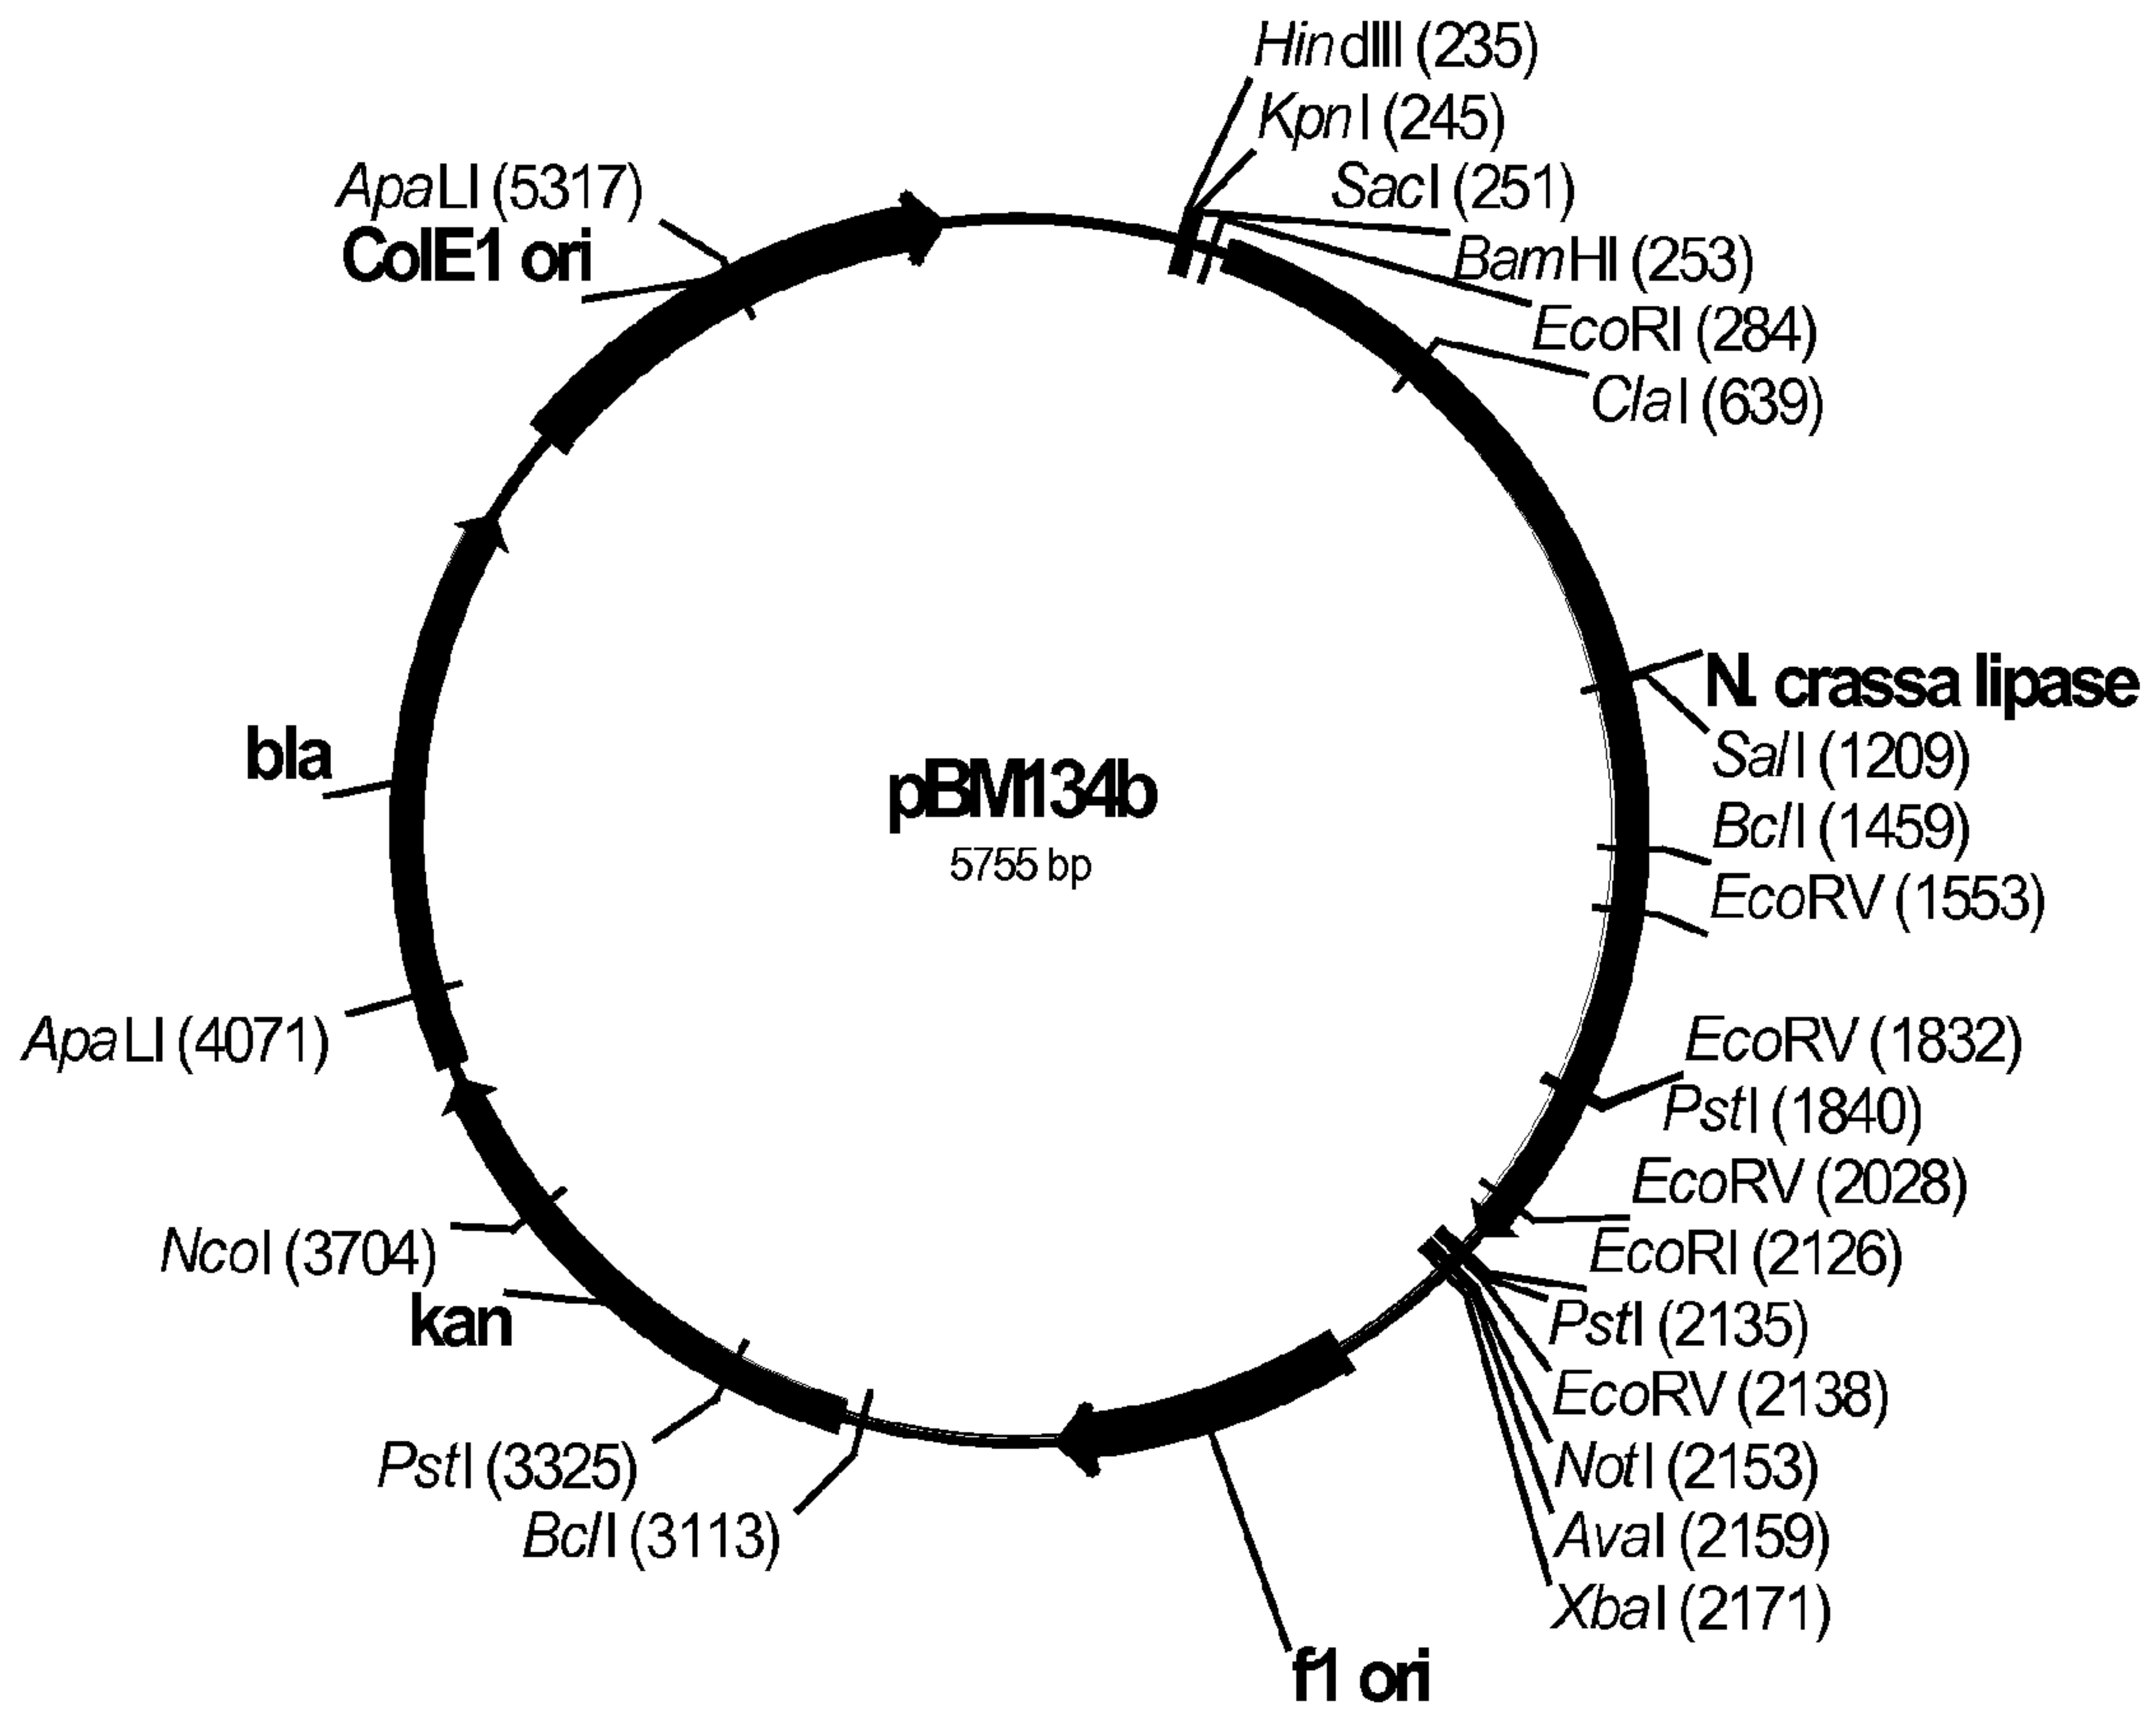 HindIII (235)
KpnI (245)
SacI (251)
BamHI (253)
EcoRI (284)
ClaI (639)
ApaLI (5317)
ColE1 ori
N. crassa lipase
SalI (1209)
BclI (1459)
EcoRV (1553)
bla
pBM134b
5755 bp
EcoRV (1832)
PstI (1840)
EcoRV (2028)
EcoRI (2126)
PstI (2135)
EcoRV (2138)
NotI (2153)
AvaI (2159)
XbaI (2171)
ApaLI (4071)
NcoI (3704)
kan
PstI (3325)
BclI (3113)
f1 ori